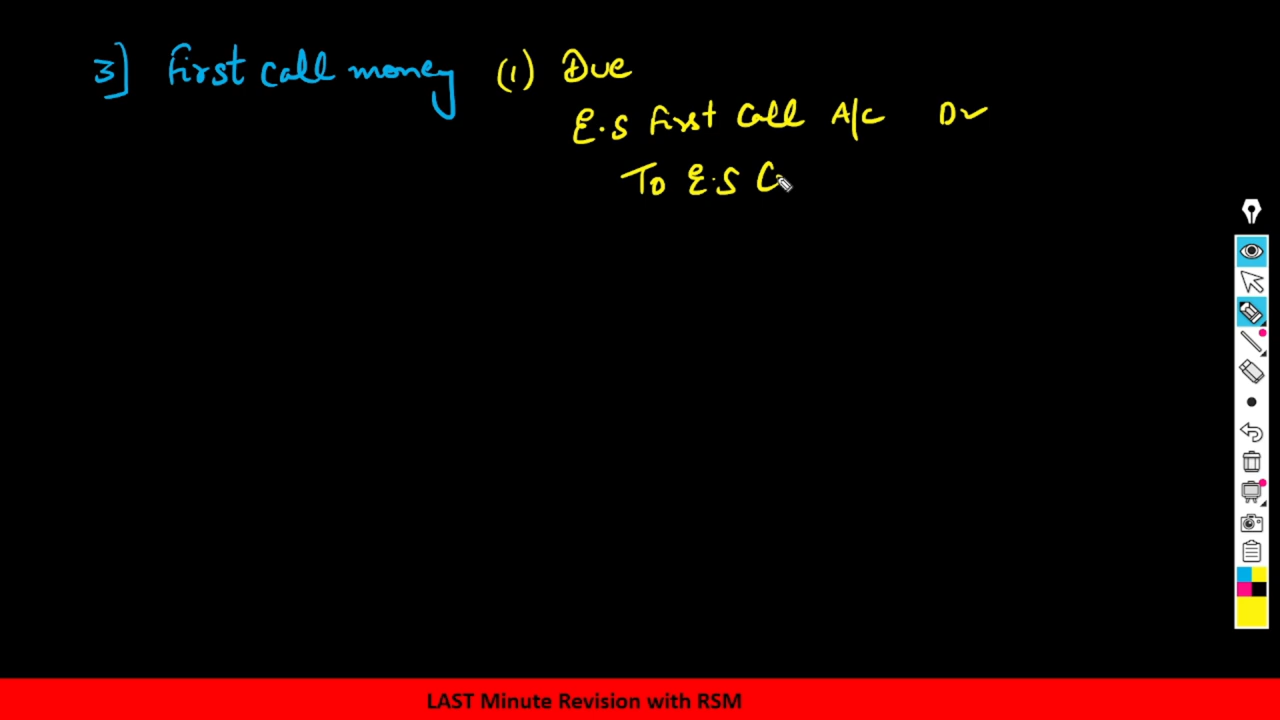 3] First call money (1) Due
E.S First Call A/c Dr
To E.S C
LAST Minute Revision with RSM